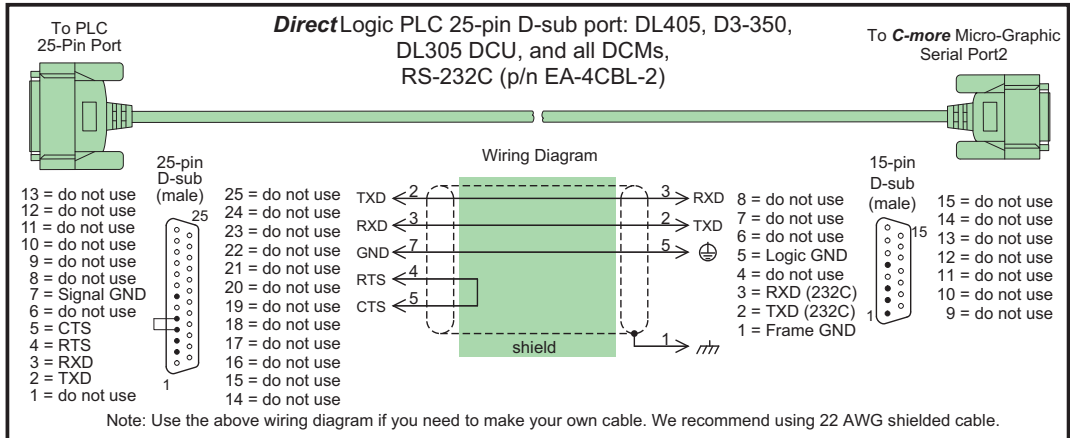 DirectLogic PLC 25-pin D-sub port: DL405, D3-350,
DL305 DCU, and all DCMs,
RS-232C (p/n EA-4CBL-2)
To PLC
25-Pin Port
To C-more Micro-Graphic
Serial Port2
25-pin
D-sub
(male)
25
1
13 = do not use
12 = do not use
11 = do not use
10 = do not use
9 = do not use
8 = do not use
7 = Signal GND
6 = do not use
5 = CTS
4 = RTS
3 = RXD
2 = TXD
1 = do not use
25 = do not use
24 = do not use
23 = do not use
22 = do not use
21 = do not use
20 = do not use
19 = do not use
18 = do not use
17 = do not use
16 = do not use
15 = do not use
14 = do not use
Wiring Diagram
TXD 2 3 RXD
RXD 3 2 TXD
GND 7 5
RTS 4
CTS 5
shield
1
8 = do not use
7 = do not use
6 = do not use
5 = Logic GND
4 = do not use
3 = RXD (232C)
2 = TXD (232C)
1 = Frame GND
15-pin
D-sub
(male)
15
1
15 = do not use
14 = do not use
13 = do not use
12 = do not use
11 = do not use
10 = do not use
9 = do not use
Note: Use the above wiring diagram if you need to make your own cable. We recommend using 22 AWG shielded cable.